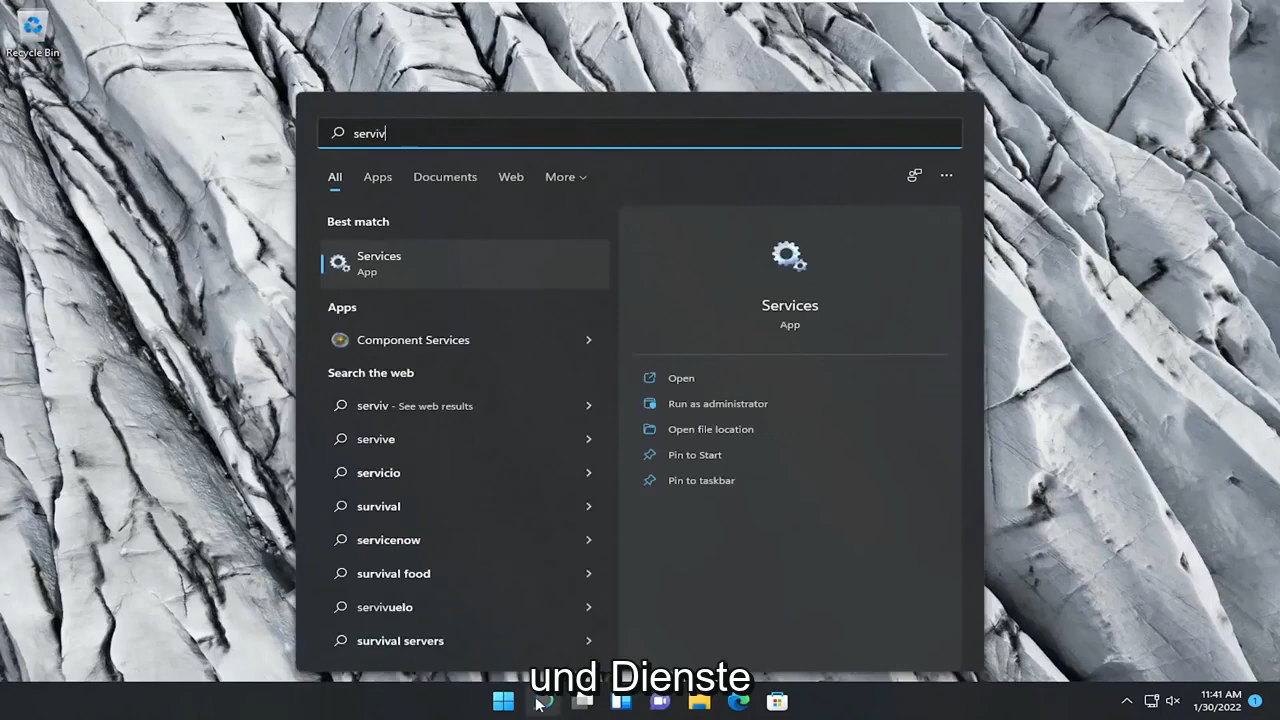 Recycle Bin
serviv
All Apps Documents Web More
Best match
Services
App
Apps
Component Services
Search the web
serviv - See web results
servive
servicio
survival
servicenow
survival food
servivuelo
survival servers
Services
App
Open
Run as administrator
Open file location
Pin to Start
Pin to taskbar
und Dienste
11:41 AM
1/30/2022
1